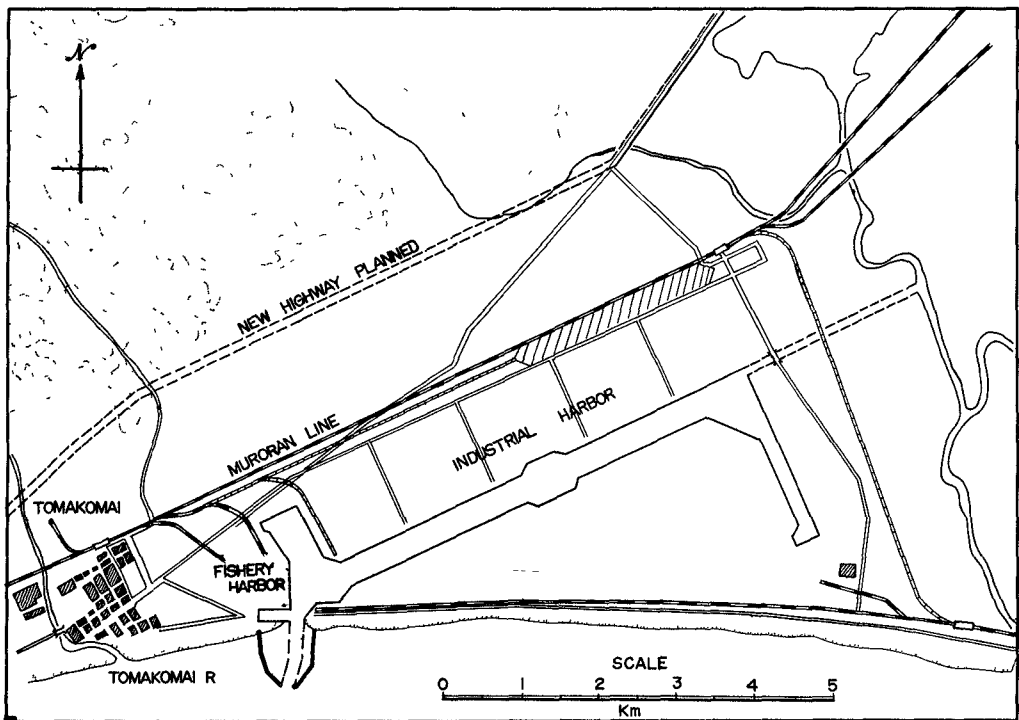 N
NEW HIGHWAY PLANNED
MURORAN LINE
INDUSTRIAL HARBOR
TOMAKOMAI
FISHERY
HARBOR
TOMAKOMAI R
SCALE
0 1 2 3 4 5
Km